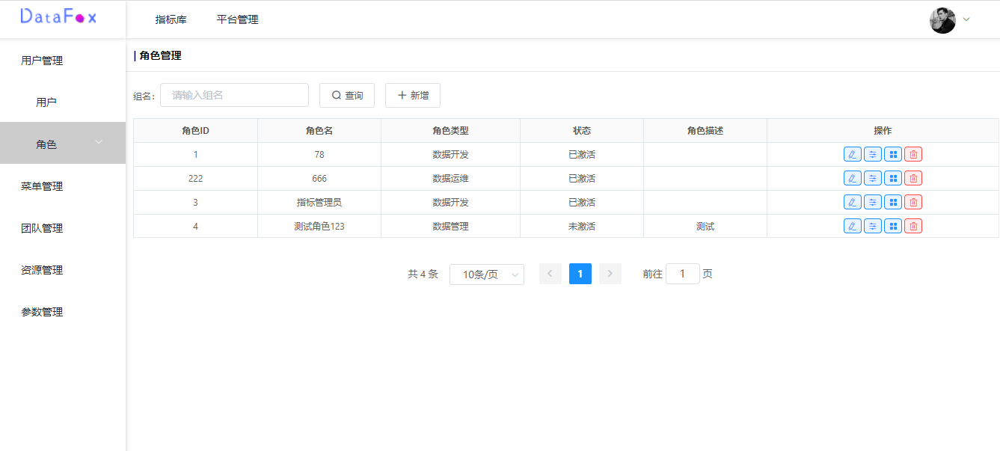 DataFox
指标库 平台管理
用户管理
用户
角色
菜单管理
团队管理
资源管理
参数管理
| 角色管理
组名: 请输入组名 查询 新增
角色ID 角色名 角色类型 状态 角色描述 操作
1 78 数据开发 已激活
222 666 数据运维 已激活
3 指标管理员 数据开发 已激活
4 测试角色123 数据管理 未激活 测试
共 4 条 10条/页 1 前往 1 页